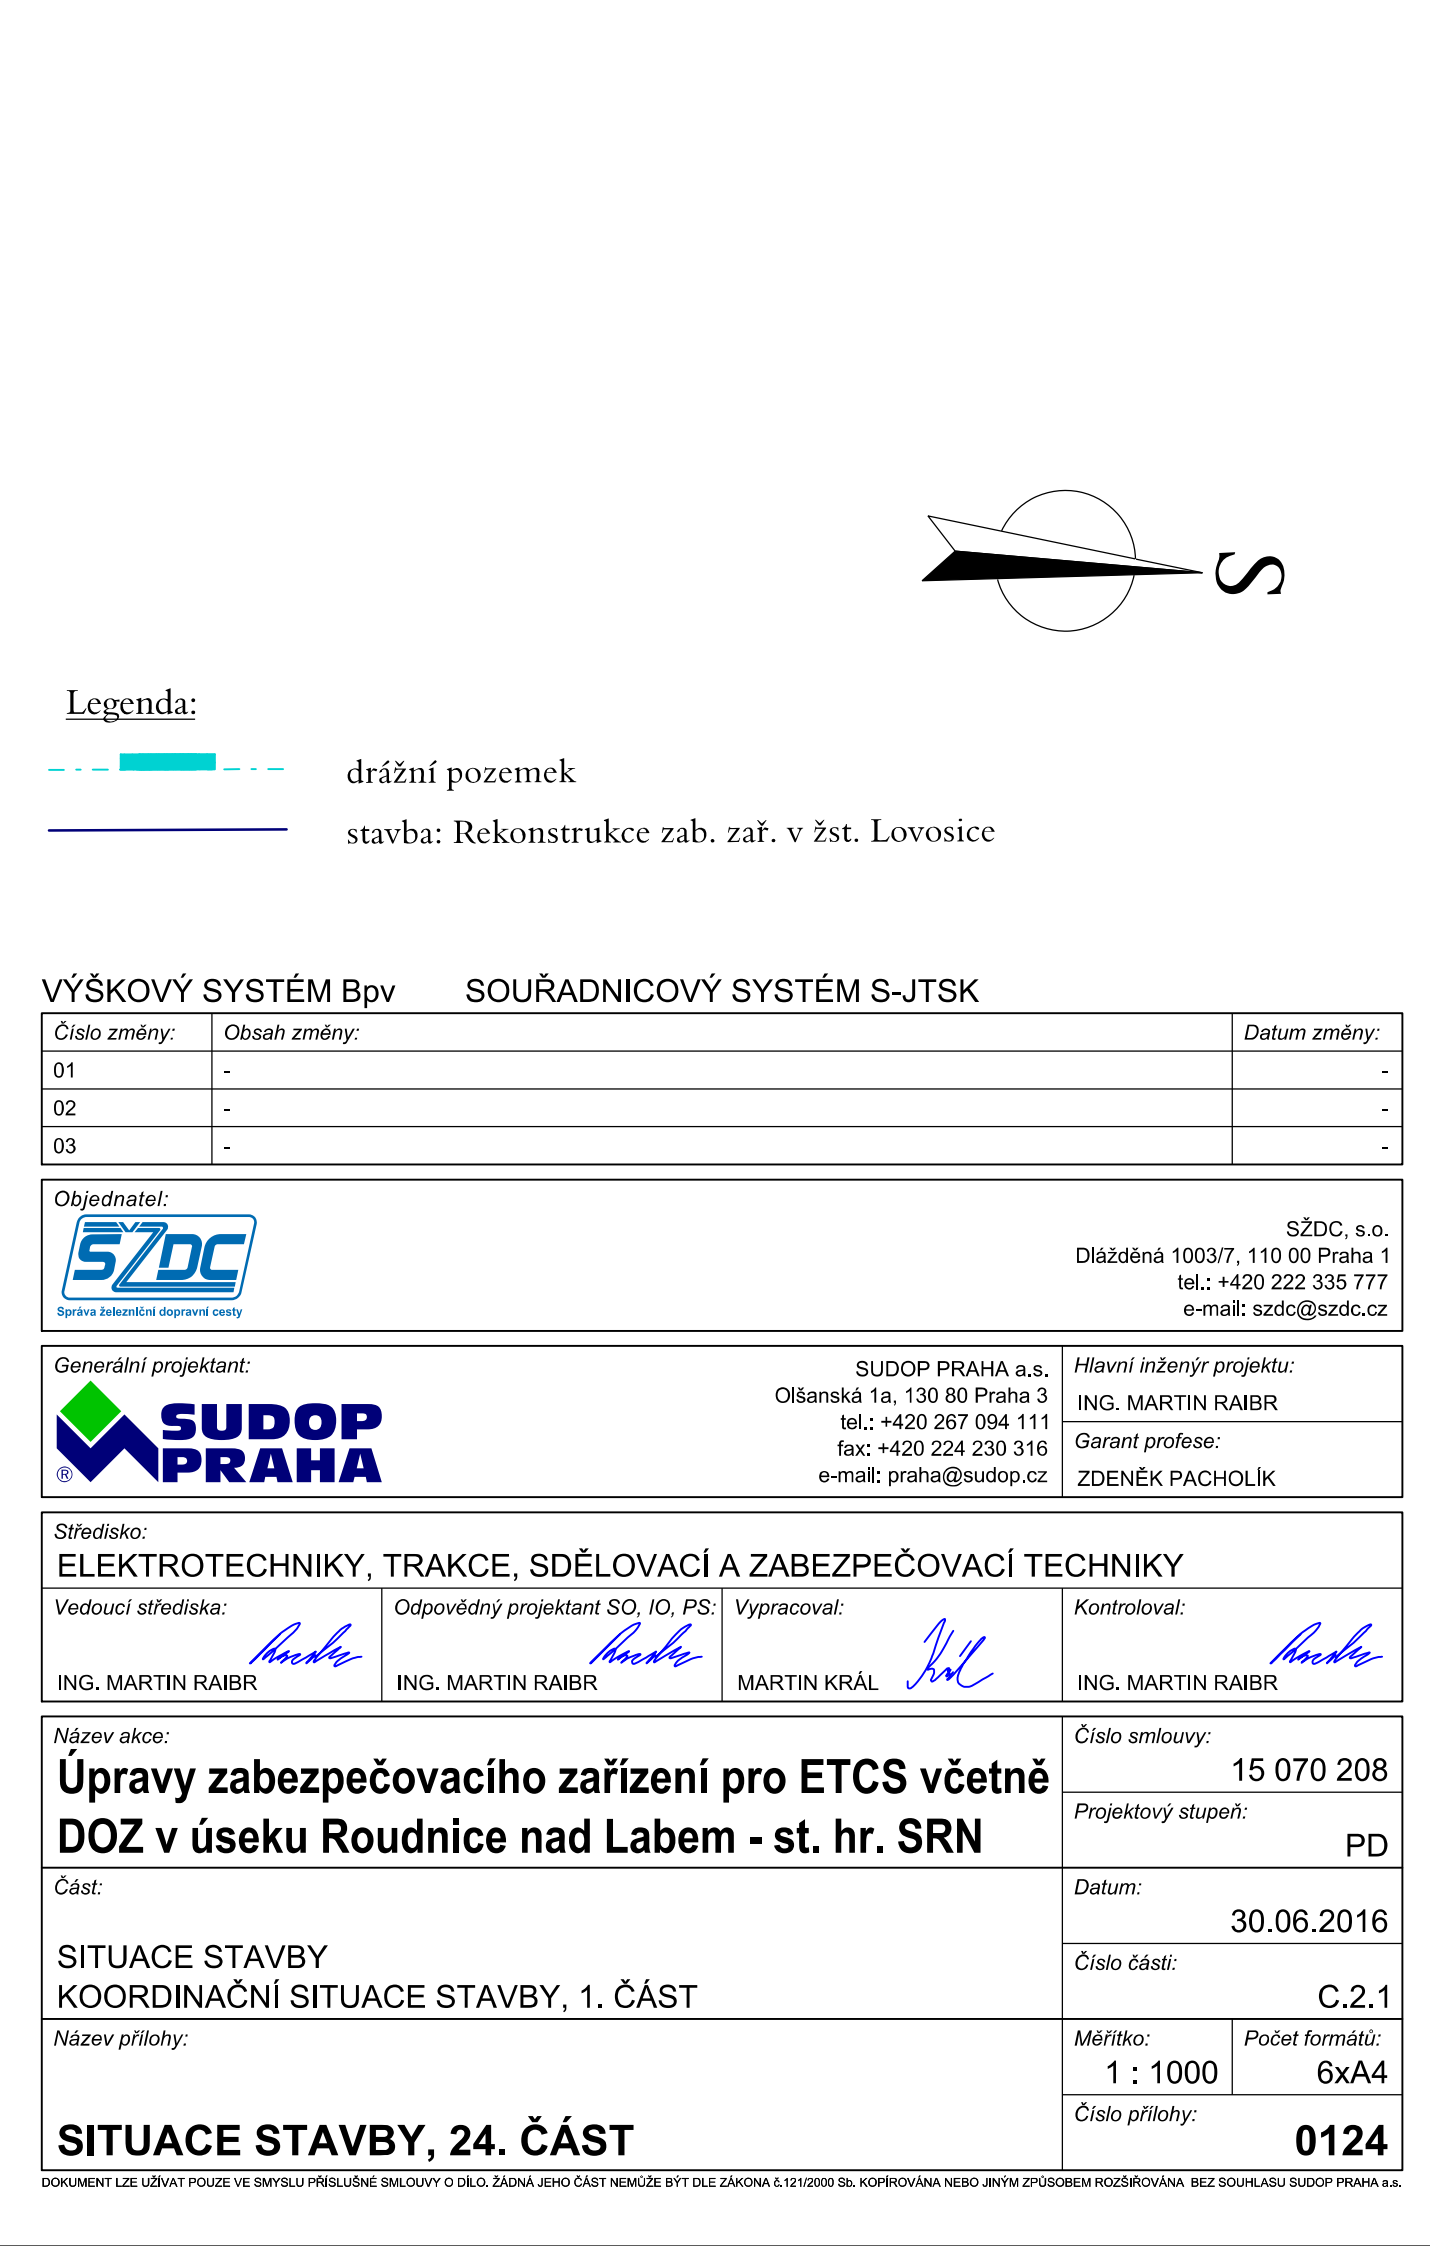 S
Legenda:
drážní pozemek
stavba: Rekonstrukce zab. zař. v žst. Lovosice
VÝŠKOVÝ SYSTÉM Bpv SOUŘADNICOVÝ SYSTÉM S-JTSK
Číslo změny: Obsah změny: Datum změny:
01 - -
02 - -
03 - -
Objednatel:
SŽDC
Správa železniční dopravní cesty
SŽDC, s.o.
Dlážděná 1003/7, 110 00 Praha 1
tel.: +420 222 335 777
e-mail: szdc@szdc.cz
Generální projektant:
SUDOP
PRAHA
®
SUDOP PRAHA a.s.
Olšanská 1a, 130 80 Praha 3
tel.: +420 267 094 111
fax: +420 224 230 316
e-mail: praha@sudop.cz
Hlavní inženýr projektu:
ING. MARTIN RAIBR
Garant profese:
ZDENĚK PACHOLÍK
Středisko:
ELEKTROTECHNIKY, TRAKCE, SDĚLOVACÍ A ZABEZPEČOVACÍ TECHNIKY
Vedoucí střediska:
ING. MARTIN RAIBR
Odpovědný projektant SO, IO, PS:
ING. MARTIN RAIBR
Vypracoval:
MARTIN KRÁL Král
Kontroloval:
ING. MARTIN RAIBR
Název akce:
Úpravy zabezpečovacího zařízení pro ETCS včetně
DOZ v úseku Roudnice nad Labem - st. hr. SRN
Číslo smlouvy:
15 070 208
Projektový stupeň:
PD
Část:
SITUACE STAVBY
KOORDINAČNÍ SITUACE STAVBY, 1. ČÁST
Datum:
30.06.2016
Číslo části:
C.2.1
Název přílohy:
SITUACE STAVBY, 24. ČÁST
Měřítko:
1 : 1000
Počet formátů:
6xA4
Číslo přílohy:
0124
DOKUMENT LZE UŽÍVAT POUZE VE SMYSLU PŘÍSLUŠNÉ SMLOUVY O DÍLO. ŽÁDNÁ JEHO ČÁST NEMŮŽE BÝT DLE ZÁKONA č.121/2000 Sb. KOPÍROVÁNA NEBO JINÝM ZPŮSOBEM ROZŠIŘOVÁNA BEZ SOUHLASU SUDOP PRAHA a.s.